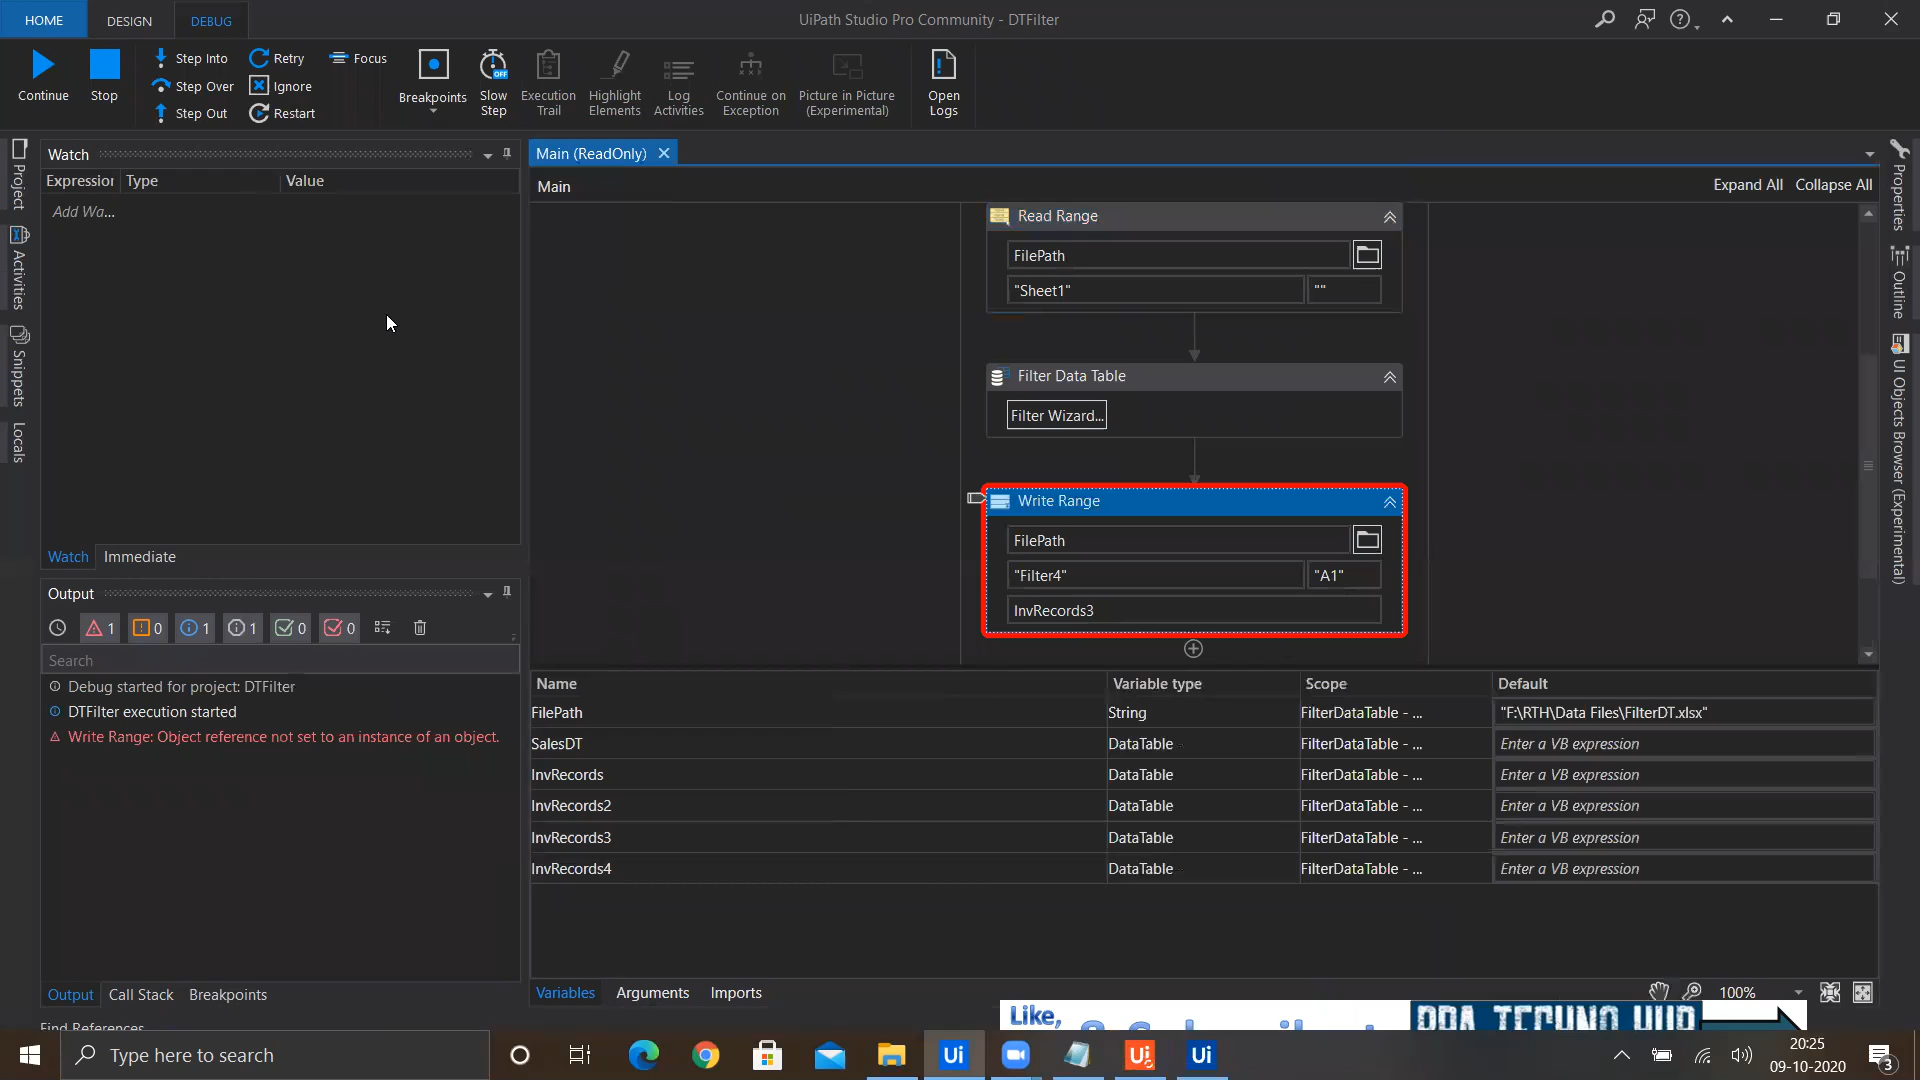 HOME
DESIGN
DEBUG
UiPath Studio Pro Community - DTFilter
Continue
Stop
Step Into
Step Over
Step Out
Retry
Ignore
Restart
Focus
Breakpoints
OFF
Slow
Step
Execution
Trail
Highlight
Elements
Log
Activities
Continue on
Exception
Picture in Picture
(Experimental)
Open
Logs
Project
Activities
Snippets
Locals
Watch
Expression
Type
Value
Add Wa...
Watch
Immediate
Output
1
0
1
1
0
0
Search
Debug started for project: DTFilter
DTFilter execution started
Write Range: Object reference not set to an instance of an object.
Output
Call Stack
Breakpoints
Find References
Main (ReadOnly)
Main
Expand All
Collapse All
Read Range
FilePath
"Sheet1"
""
Filter Data Table
Filter Wizard...
Write Range
FilePath
"Filter4"
"A1"
InvRecords3
Name Variable type Scope Default
FilePath String FilterDataTable - ... "F:\RTH\Data Files\FilterDT.xlsx"
SalesDT DataTable FilterDataTable - ... Enter a VB expression
InvRecords DataTable FilterDataTable - ... Enter a VB expression
InvRecords2 DataTable FilterDataTable - ... Enter a VB expression
InvRecords3 DataTable FilterDataTable - ... Enter a VB expression
InvRecords4 DataTable FilterDataTable - ... Enter a VB expression
Variables
Arguments
Imports
100%
Properties
Outline
UI Objects Browser (Experimental)
Like,
Type here to search
Ui
Ui
Ui
20:25
09-10-2020
3